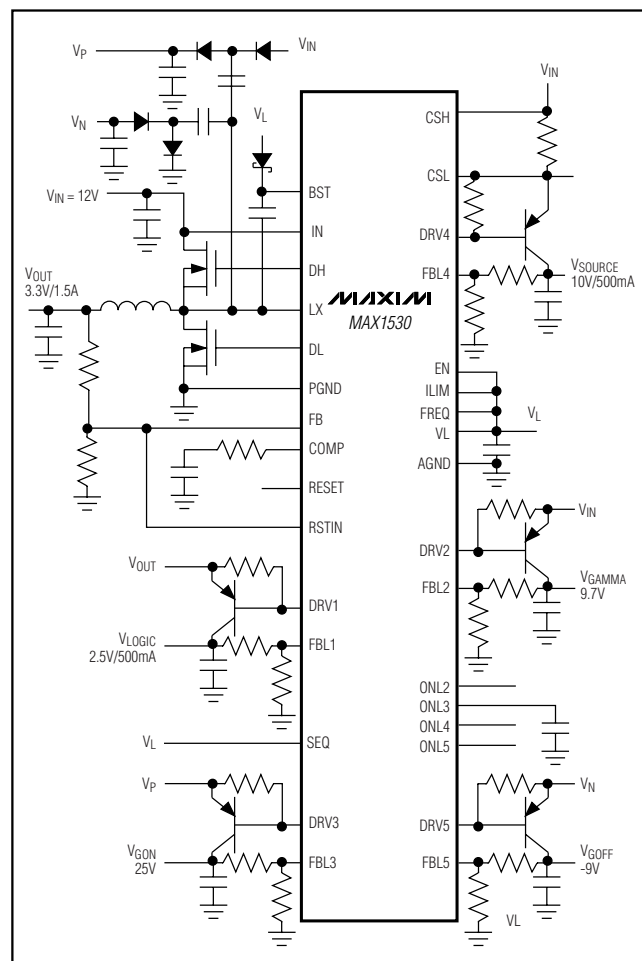 VP
VIN
VN
VL
VIN = 12V
VOUT
3.3V/1.5A
VOUT
VLOGIC
2.5V/500mA
VL
VP
VGON
25V
BST
IN
DH
LX
DL
PGND
FB
COMP
RESET
RSTIN
DRV1
FBL1
SEQ
DRV3
FBL3
MAXIM
MAX1530
CSH
CSL
DRV4
FBL4
EN
ILIM
FREQ
VL
AGND
DRV2
FBL2
ONL2
ONL3
ONL4
ONL5
DRV5
FBL5
VIN
VSOURCE
10V/500mA
VL
VIN
VGAMMA
9.7V
VN
VGOFF
-9V
VL